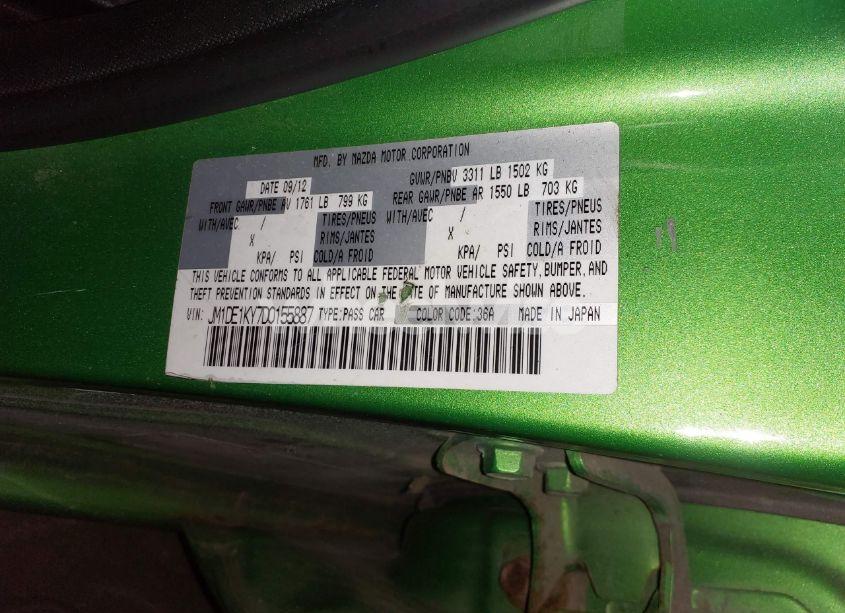 MFD. BY MAZDA MOTOR CORPORATION
DATE 09/12
GVWR/PNBV 3311 LB 1502 KG
FRONT GAWR/PNBE AV 1761 LB 799 KG
REAR GAWR/PNBE AR 1550 LB 703 KG
WITH/AVEC / TIRES/PNEUS WITH/AVEC / TIRES/PNEUS
X RIMS/JANTES X RIMS/JANTES
KPA/ PSI COLD/A FROID KPA/ PSI COLD/A FROID
THIS VEHICLE CONFORMS TO ALL APPLICABLE FEDERAL MOTOR VEHICLE SAFETY, BUMPER, AND
THEFT PREVENTION STANDARDS IN EFFECT ON THE DATE OF MANUFACTURE SHOWN ABOVE.
VIN: JM1DE1KY7D0155887 TYPE:PASS CAR COLOR CODE:36A MADE IN JAPAN